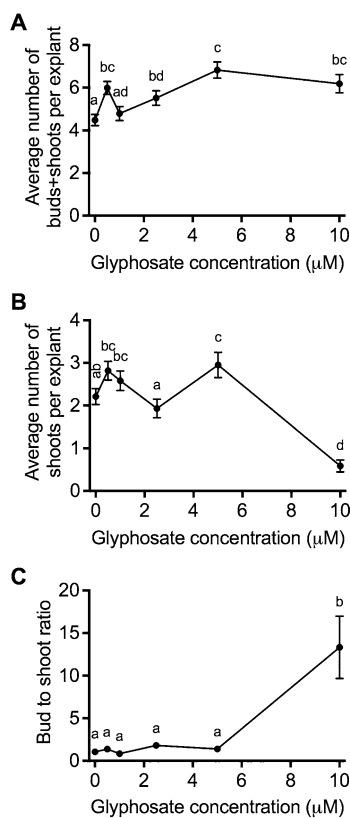 A
8
6
4
2
0
a
bc
ad
bd
c
bc
0
2
4
6
8
10
Average number of
buds+shoots per explant
Glyphosate concentration (μM)
B
4
3
2
1
0
ab
bc
bc
a
c
d
0
2
4
6
8
10
Average number of
shoots per explant
Glyphosate concentration (μM)
C
20
15
10
5
0
a
a
a
a
a
b
0
2
4
6
8
10
Bud to shoot ratio
Glyphosate concentration (μM)